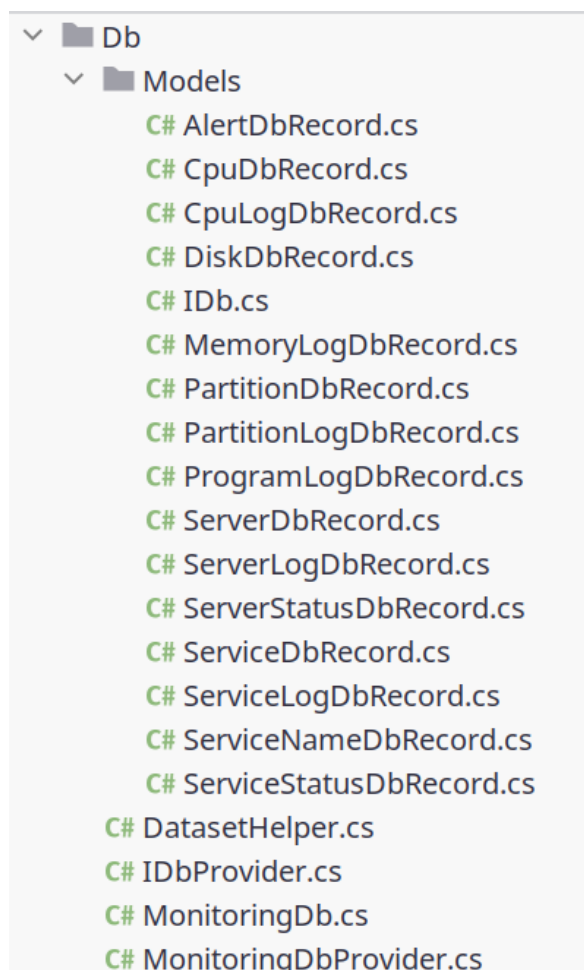 Db
Models
C# AlertDbRecord.cs
C# CpuDbRecord.cs
C# CpuLogDbRecord.cs
C# DiskDbRecord.cs
C# IDb.cs
C# MemoryLogDbRecord.cs
C# PartitionDbRecord.cs
C# PartitionLogDbRecord.cs
C# ProgramLogDbRecord.cs
C# ServerDbRecord.cs
C# ServerLogDbRecord.cs
C# ServerStatusDbRecord.cs
C# ServiceDbRecord.cs
C# ServiceLogDbRecord.cs
C# ServiceNameDbRecord.cs
C# ServiceStatusDbRecord.cs
C# DatasetHelper.cs
C# IDbProvider.cs
C# MonitoringDb.cs
C# MonitoringDbProvider.cs